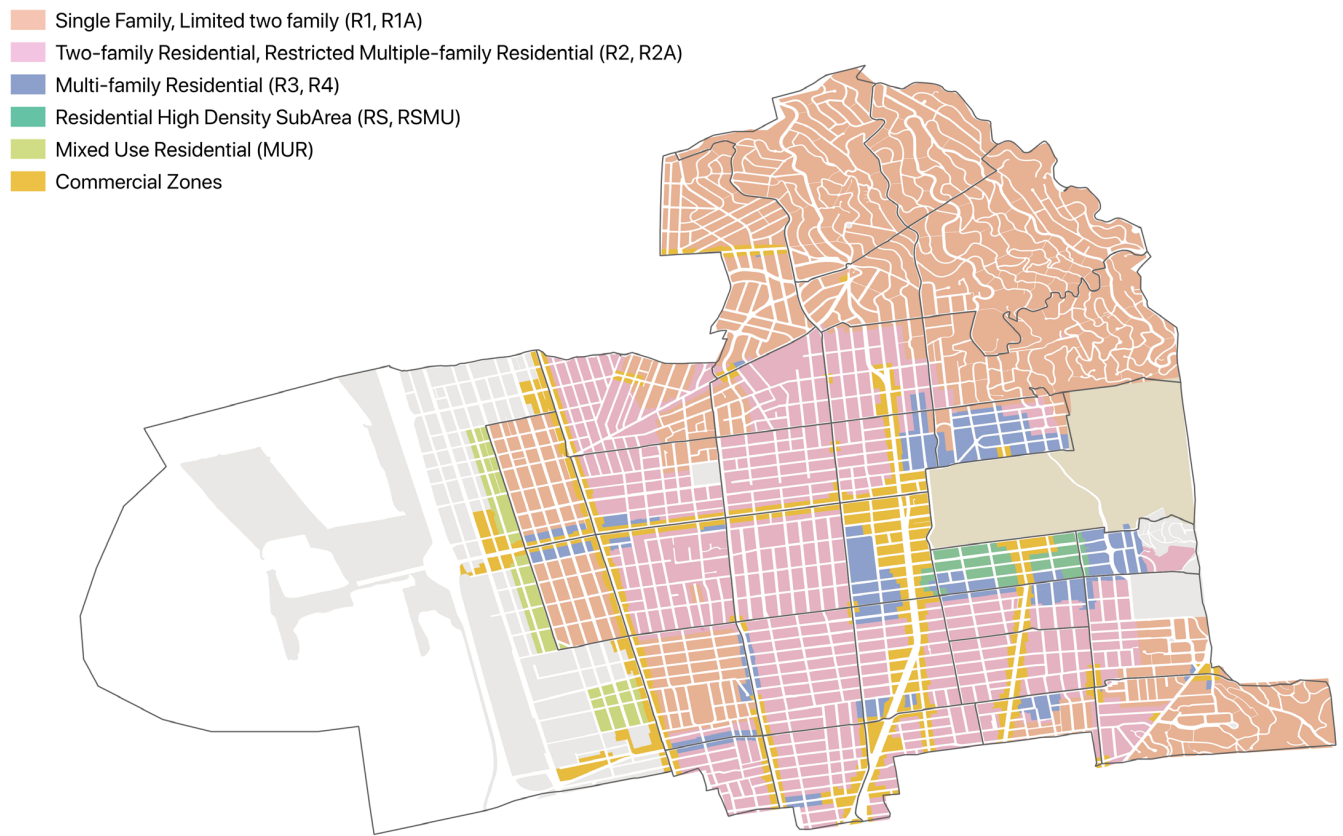 Single Family, Limited two family (R1, R1A)
Two-family Residential, Restricted Multiple-family Residential (R2, R2A)
Multi-family Residential (R3, R4)
Residential High Density SubArea (RS, RSMU)
Mixed Use Residential (MUR)
Commercial Zones